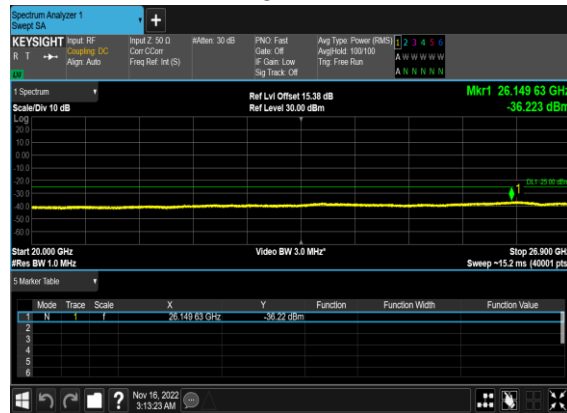 Spectrum Analyzer 1
Swept SA
KEYSIGHT Input: RF Input Z: 50 Ω #Atten: 30 dB PNO: Fast Avg Type: Power (RMS) 1 2 3 4 5 6
R T Coupling: DC Corr CCorr Gate: Off Avg|Hold: 100/100 A W W W W W
Align: Auto Freq Ref: Int (S) IF Gain: Low Trig: Free Run
Sig Track: Off A N N N N N
1 Spectrum Ref Lvl Offset 15.38 dB Mkr1 26.149 63 GHz
Scale/Div 10 dB Ref Level 30.00 dBm -36.223 dBm
Log
20.0
10.0
0.00
-10.0
-20.0
DL1 -25.00 dBm
-30.0
1
-40.0
-50.0
-60.0
Start 20.000 GHz Video BW 3.0 MHz* Stop 26.900 GHz
#Res BW 1.0 MHz Sweep ~15.2 ms (40001 pts)
5 Marker Table
Mode Trace Scale X Y Function Function Width Function Value
1 N 1 f 26.149 63 GHz -36.22 dBm
2
3
4
5
6
? Nov 16, 2022
3:13:23 AM